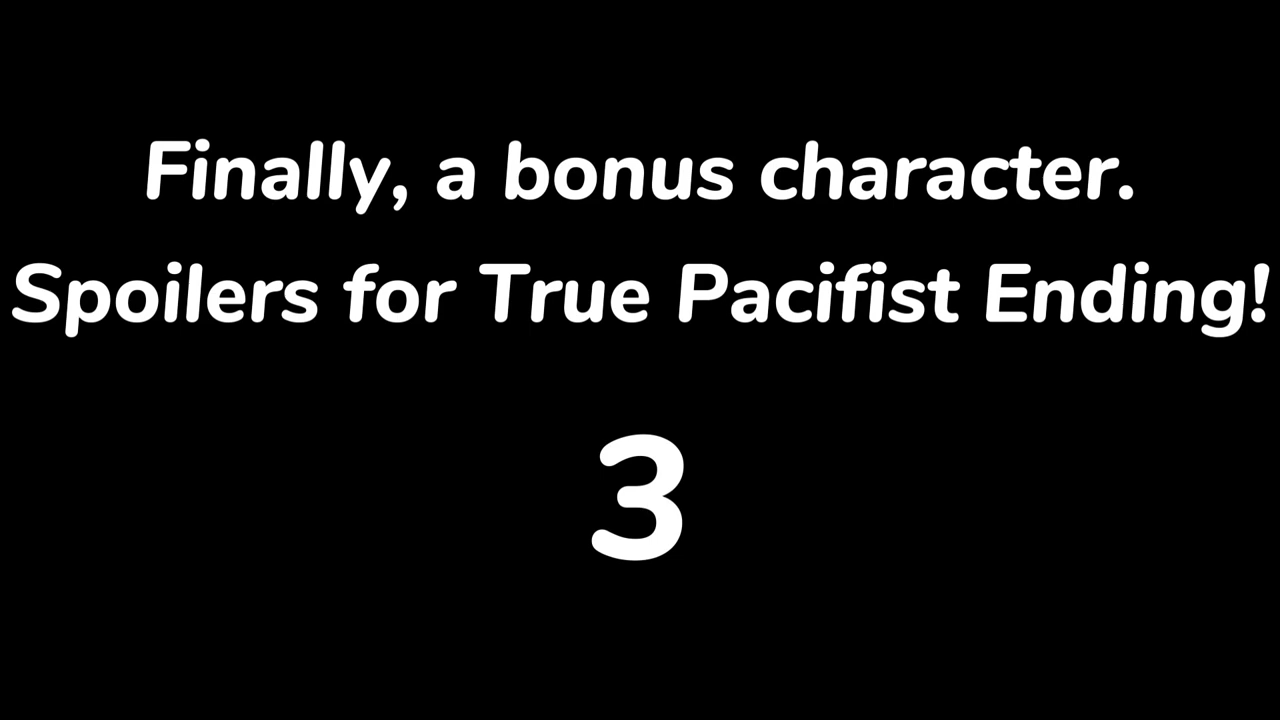 Finally, a bonus character.
Spoilers for True Pacifist Ending!
3